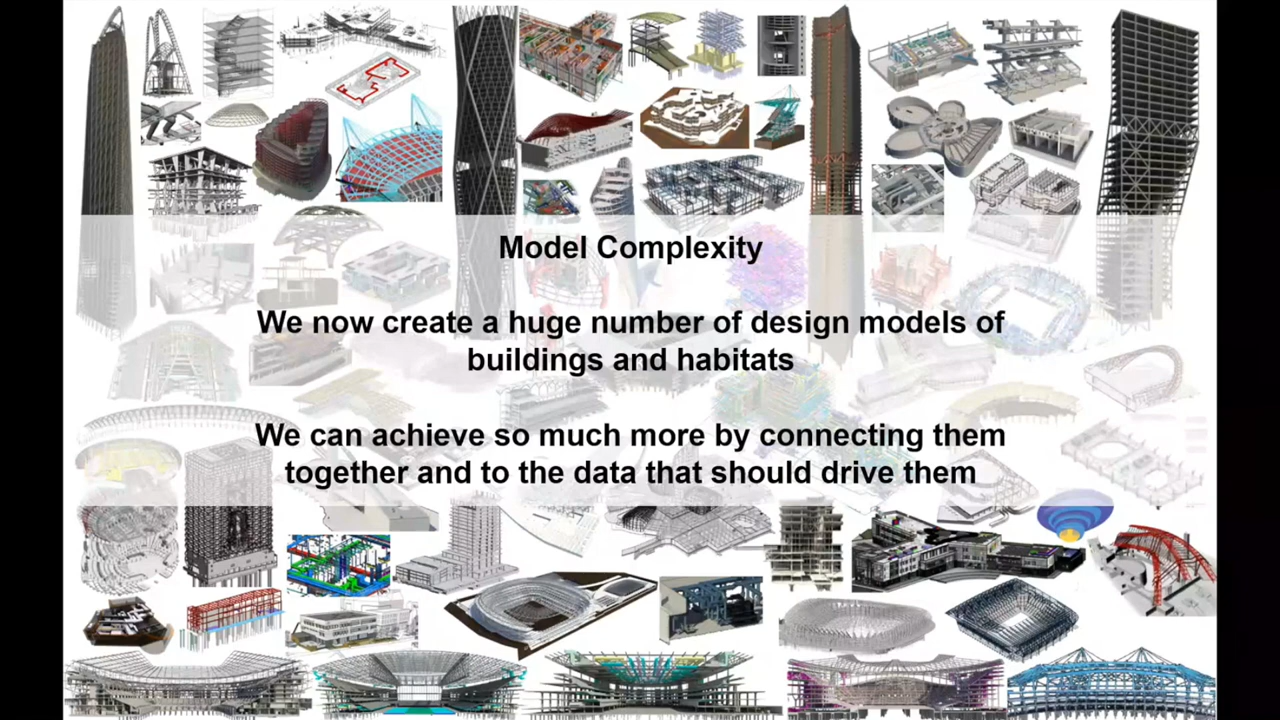 Model Complexity
We now create a huge number of design models of
buildings and habitats
We can achieve so much more by connecting them
together and to the data that should drive them